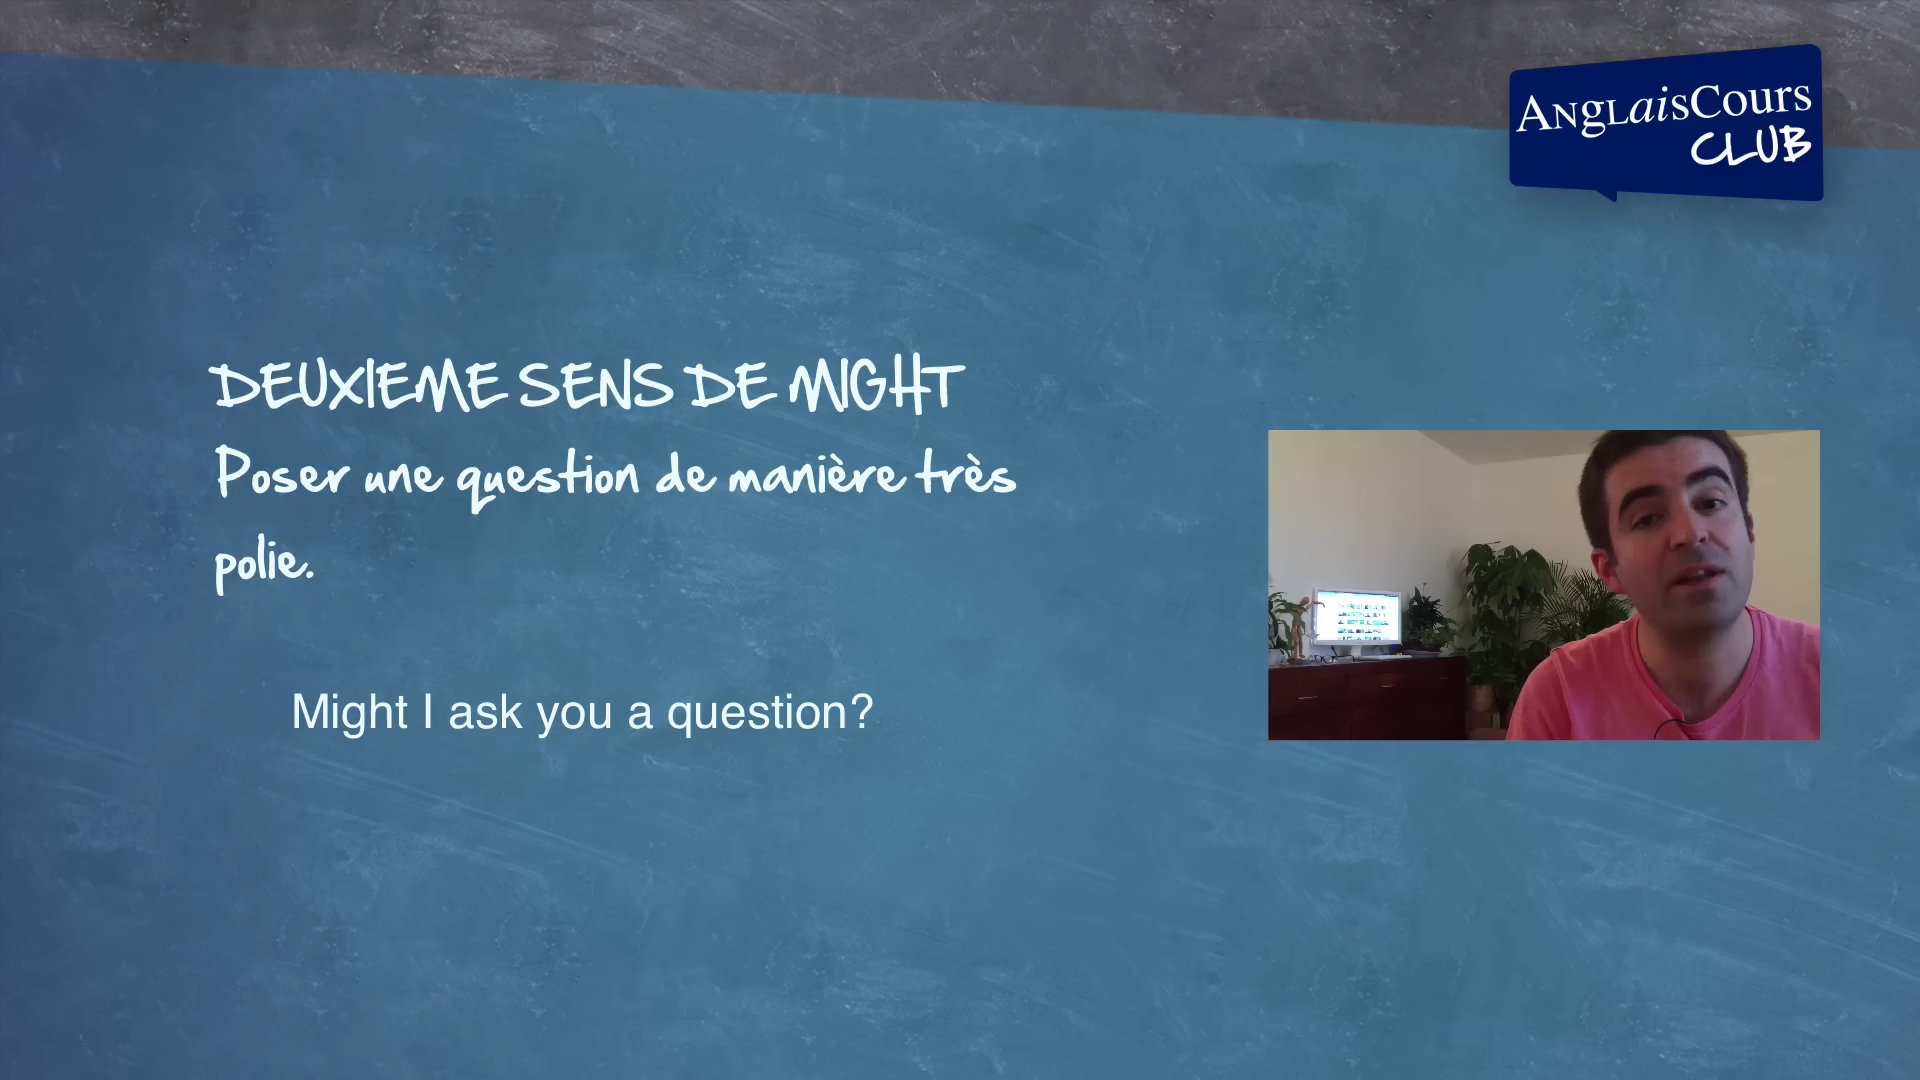 AnglaisCours
CLUB
DEUXIEME SENS DE MIGHT
Poser une question de manière très
polie.
Might I ask you a question?